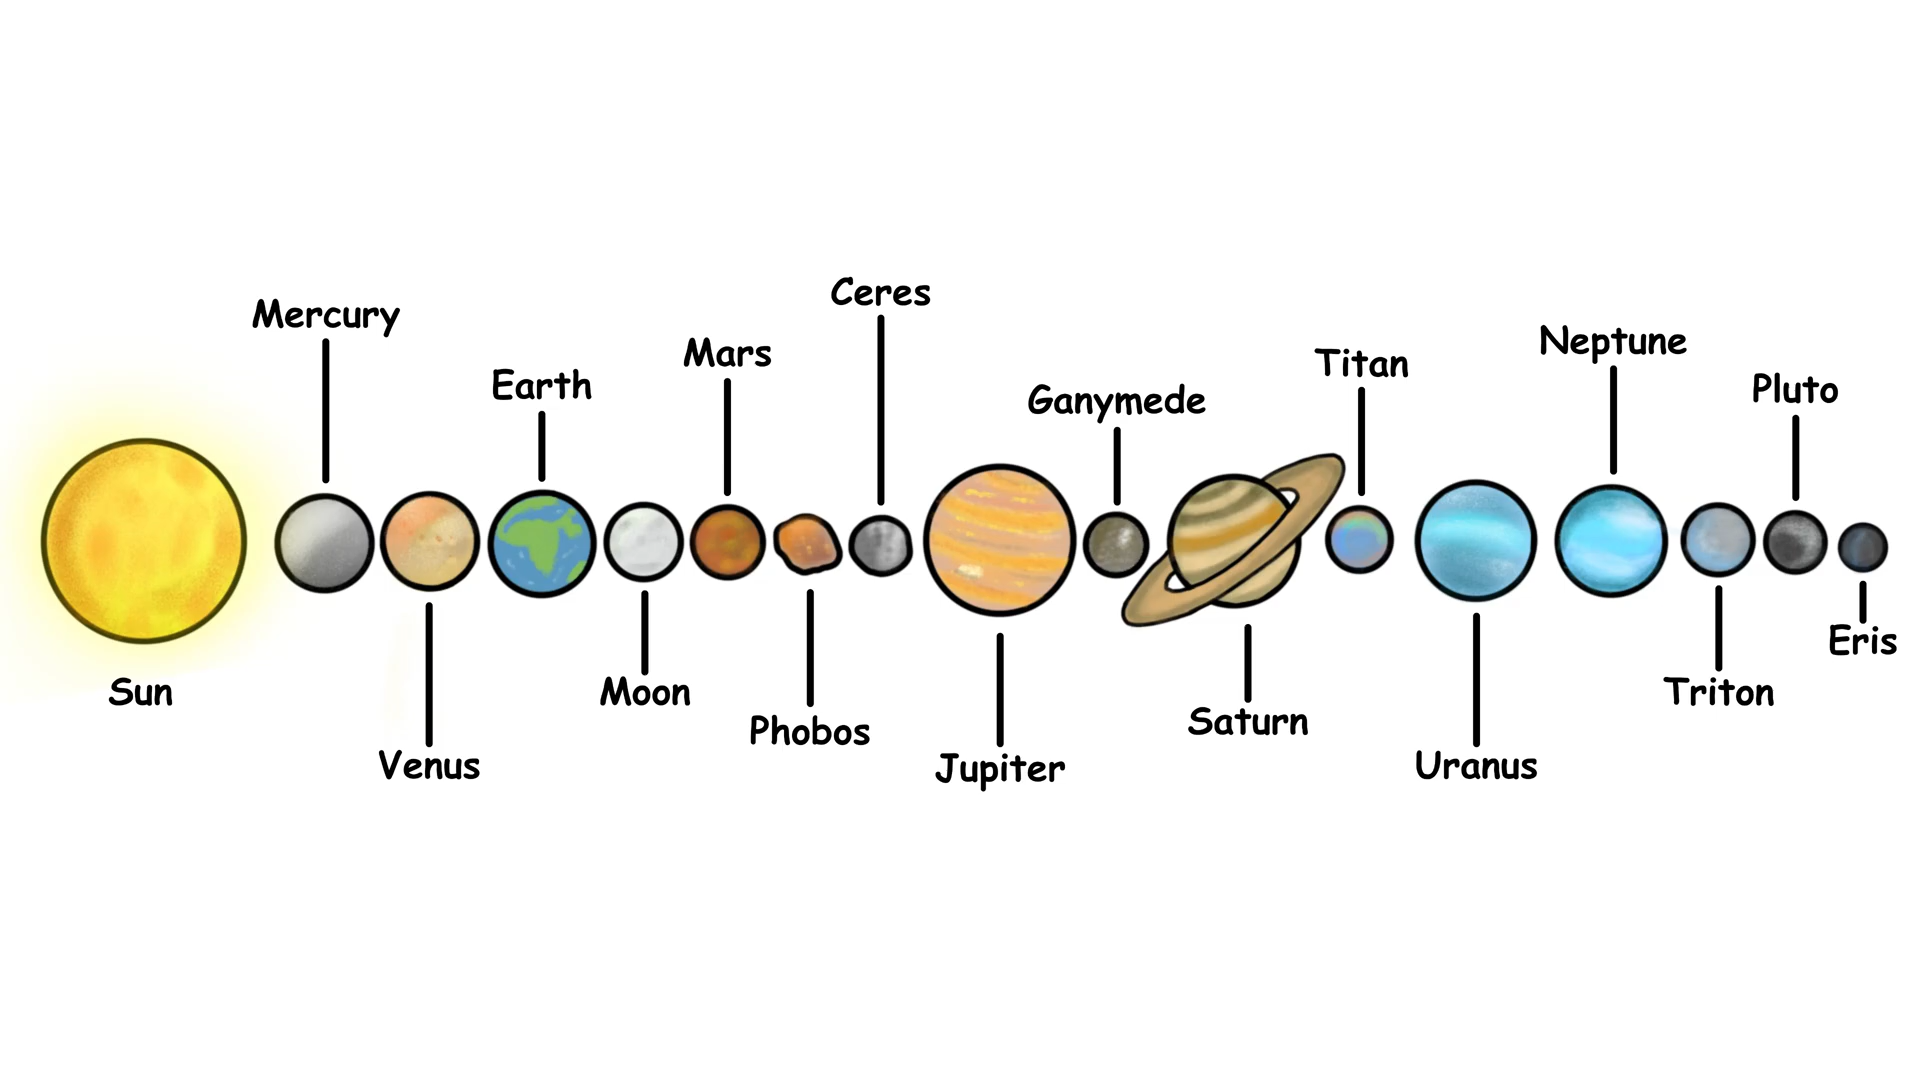 Sun
Mercury
Venus
Earth
Moon
Mars
Phobos
Ceres
Jupiter
Ganymede
Saturn
Titan
Uranus
Neptune
Triton
Pluto
Eris